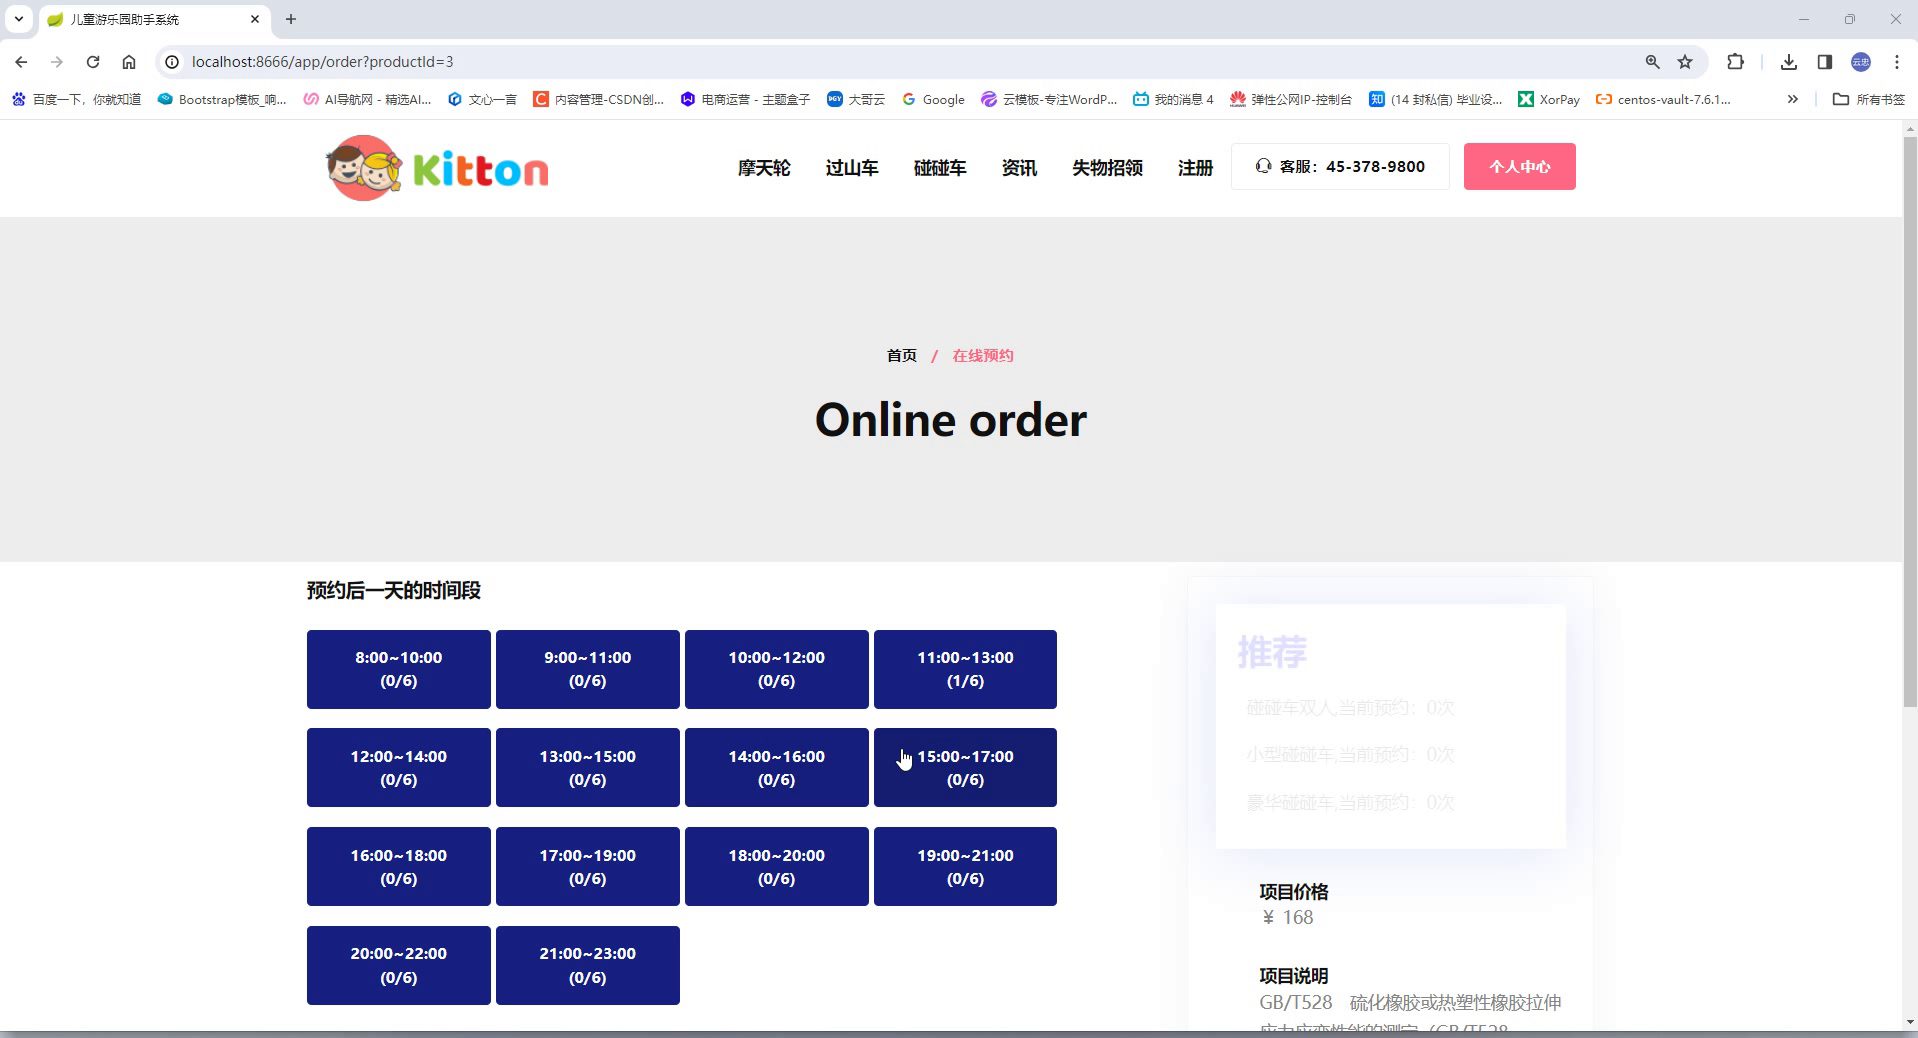 儿童游乐园助手系统
localhost:8666/app/order?productId=3
百度一下，你就知道
Bootstrap模板_响...
AI导航网 - 精选AI...
文心一言
内容管理-CSDN创...
电商运营 - 主题盒子
大哥云
Google
云模板-专注WordP...
我的消息 4
弹性公网IP-控制台
(14 封私信) 毕业设...
XorPay
centos-vault-7.6.1...
所有书签
Kitton
摩天轮 过山车 碰碰车 资讯 失物招领 注册
客服：45-378-9800
个人中心
首页 / 在线预约
Online order
预约后一天的时间段
8:00~10:00
(0/6)
9:00~11:00
(0/6)
10:00~12:00
(0/6)
11:00~13:00
(1/6)
12:00~14:00
(0/6)
13:00~15:00
(0/6)
14:00~16:00
(0/6)
15:00~17:00
(0/6)
16:00~18:00
(0/6)
17:00~19:00
(0/6)
18:00~20:00
(0/6)
19:00~21:00
(0/6)
20:00~22:00
(0/6)
21:00~23:00
(0/6)
推荐
碰碰车双人,当前预约：0次
小型碰碰车,当前预约：0次
豪华碰碰车,当前预约：0次
项目价格
¥ 168
项目说明
GB/T528 硫化橡胶或热塑性橡胶拉伸
应力应变性能的测定（GB/T528